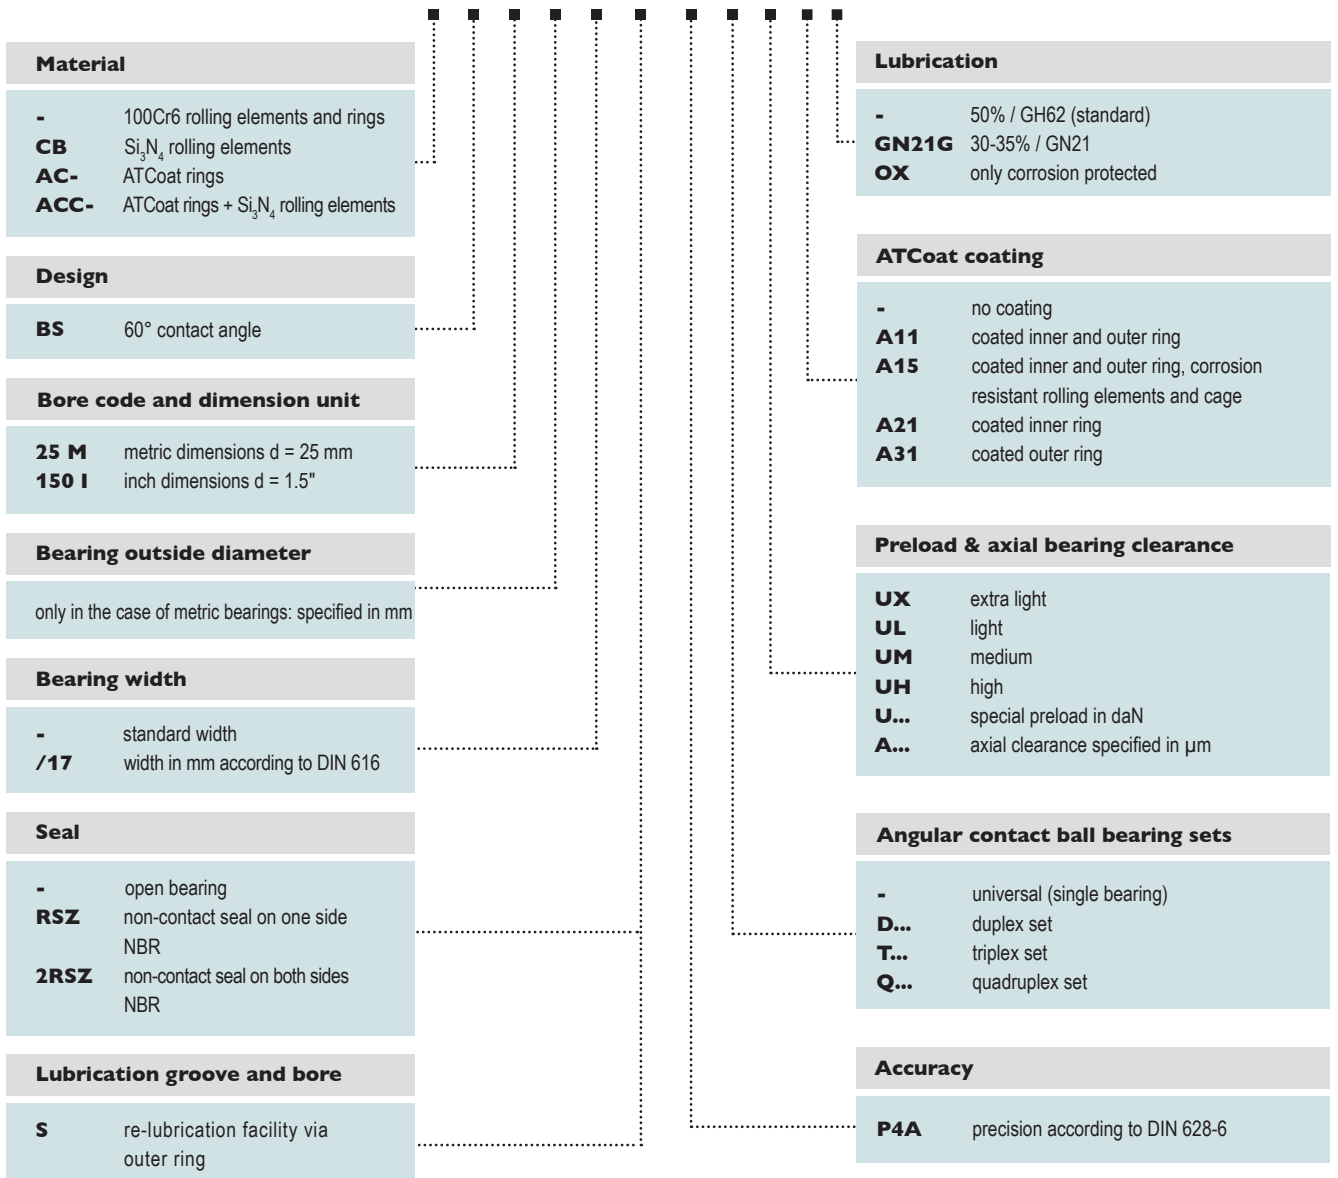 Material
- 100Cr6 rolling elements and rings
CB Si₃N₄ rolling elements
AC- ATCoat rings
ACC- ATCoat rings + Si₃N₄ rolling elements
Design
BS 60° contact angle
Bore code and dimension unit
25 M metric dimensions d = 25 mm
150 I inch dimensions d = 1.5"
Bearing outside diameter
only in the case of metric bearings: specified in mm
Bearing width
- standard width
/17 width in mm according to DIN 616
Seal
- open bearing
RSZ non-contact seal on one side
NBR
2RSZ non-contact seal on both sides
NBR
Lubrication groove and bore
S re-lubrication facility via
outer ring
Lubrication
- 50% / GH62 (standard)
GN21G 30-35% / GN21
OX only corrosion protected
ATCoat coating
- no coating
A11 coated inner and outer ring
A15 coated inner and outer ring, corrosion
resistant rolling elements and cage
A21 coated inner ring
A31 coated outer ring
Preload & axial bearing clearance
UX extra light
UL light
UM medium
UH high
U... special preload in daN
A... axial clearance specified in µm
Angular contact ball bearing sets
- universal (single bearing)
D... duplex set
T... triplex set
Q... quadruplex set
Accuracy
P4A precision according to DIN 628-6